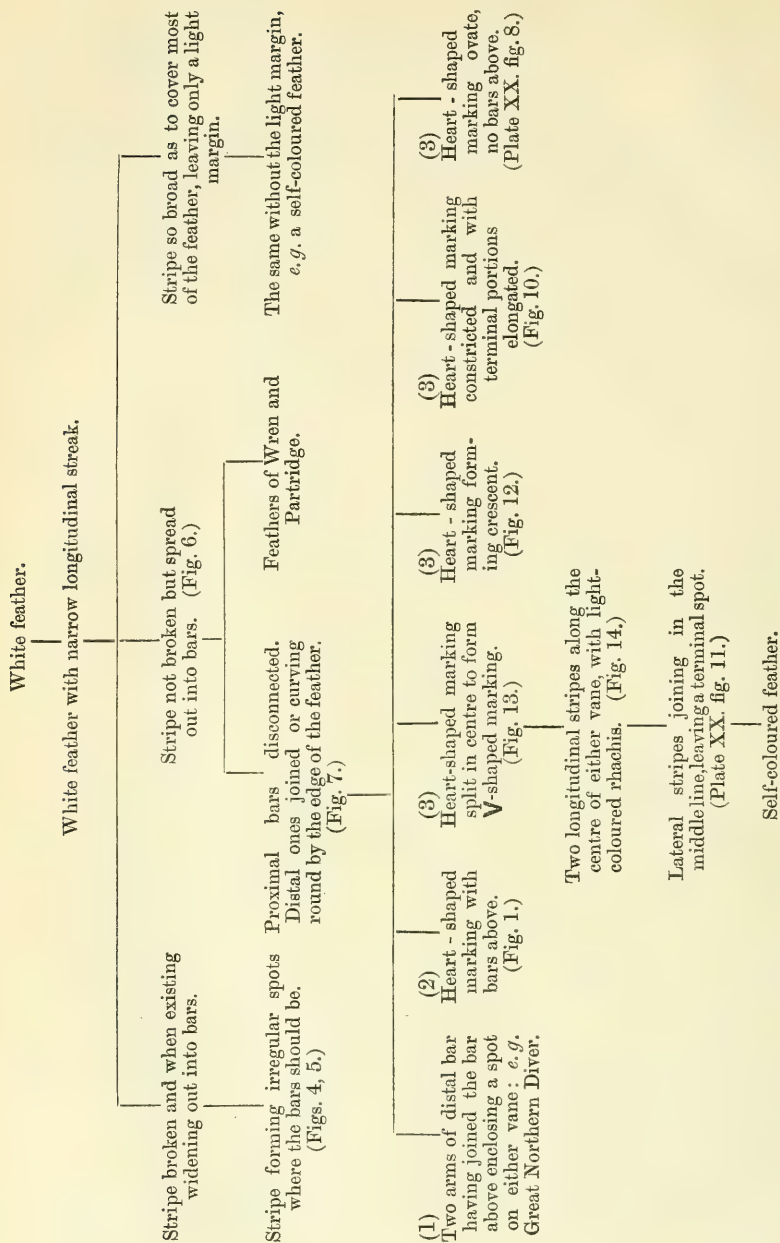 White feather.
White feather with narrow longitudinal streak.
Stripe broken and when existing
widening out into bars.
Stripe not broken but spread
out into bars. (Fig. 6.)
Stripe so broad as to cover most
of the feather, leaving only a light
margin.
Stripe forming irregular spots
where the bars should be.
(Figs. 4, 5.)
Proximal bars disconnected.
Distal ones joined or curving
round by the edge of the feather.
(Fig. 7.)
Feathers of Wren and
Partridge.
The same without the light margin,
e. g. a self-coloured feather.
(1)
Two arms of distal bar
having joined the bar
above enclosing a spot
on either vane: e. g.
Great Northern Diver.
(2)
Heart - shaped
marking with
bars above.
(Fig. 1.)
(3)
Heart-shaped marking
split in centre to form
V-shaped marking.
(Fig. 13.)
(3)
Heart - shaped
marking form-
ing crescent.
(Fig. 12.)
(3)
Heart-shaped marking
constricted and with
terminal portions
elongated.
(Fig. 10.)
(3)
Heart - shaped
marking ovate,
no bars above.
(Plate XX. fig. 8.)
Two longitudinal stripes along the
centre of either vane, with light-
coloured rhachis. (Fig. 14.)
Lateral stripes joining in the
middle line, leaving a terminal spot.
(Plate XX. fig. 11.)
Self-coloured feather.